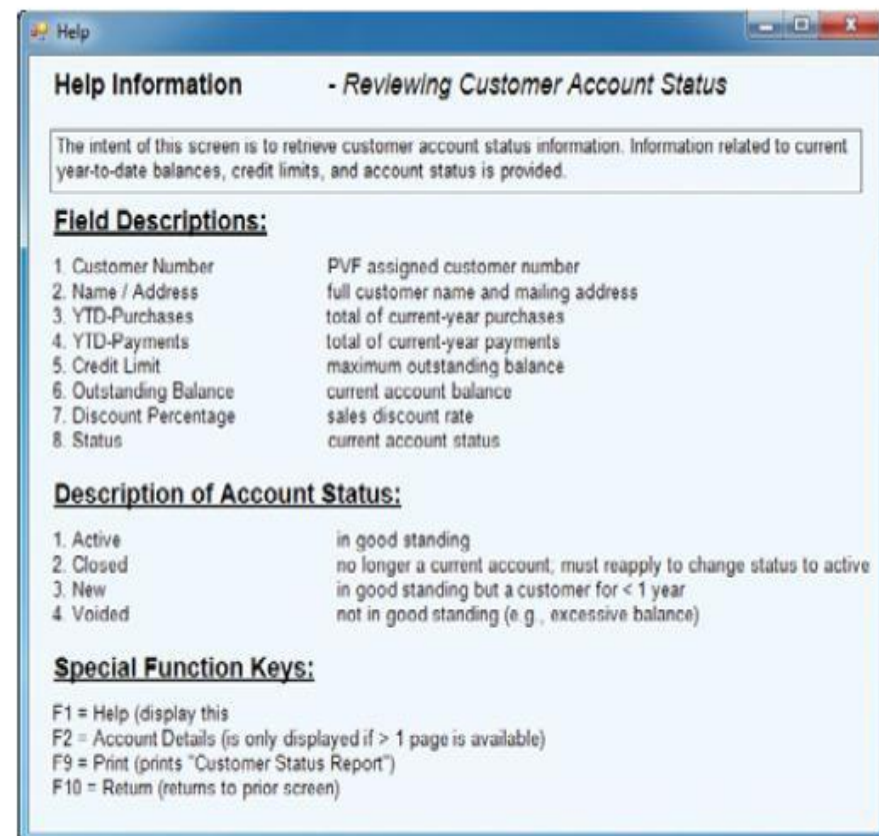 Help
Help Information - Reviewing Customer Account Status
The intent of this screen is to retrieve customer account status information. Information related to current
year-to-date balances, credit limits, and account status is provided.
Field Descriptions:
1. Customer Number PVF assigned customer number
2. Name / Address full customer name and mailing address
3. YTD-Purchases total of current-year purchases
4. YTD-Payments total of current-year payments
5. Credit Limit maximum outstanding balance
6. Outstanding Balance current account balance
7. Discount Percentage sales discount rate
8. Status current account status
Description of Account Status:
1. Active in good standing
2. Closed no longer a current account; must reapply to change status to active
3. New in good standing but a customer for < 1 year
4. Voided not in good standing (e.g., excessive balance)
Special Function Keys:
F1 = Help (display this
F2 = Account Details (is only displayed if > 1 page is available)
F9 = Print (prints "Customer Status Report")
F10 = Return (returns to prior screen)